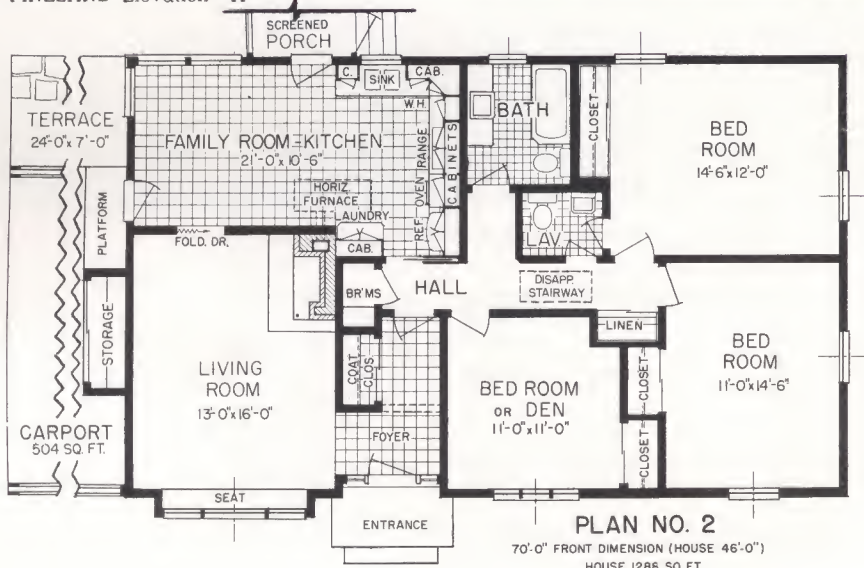 SCREENED
PORCH
TERRACE
24'-0"x 7'-0"
FAMILY ROOM-KITCHEN
21'-0"x 10'-6"
C.
SINK
CAB.
W.H.
CABINETS
REF. OVEN RANGE
HORIZ.
FURNACE
LAUNDRY
CAB.
FOLD. DR.
PLATFORM
STORAGE
CARPORT
504 SQ. FT.
LIVING
ROOM
13'-0"x16'-0"
SEAT
BR'MS
COAT
CLOS.
HALL
FOYER
ENTRANCE
BATH
LAV.
CLOSET
BED
ROOM
14'-6"x12'-0"
DISAPP.
STAIRWAY
LINEN
BED ROOM
OR DEN
11'-0"x11'-0"
CLOSET
CLOSET
BED
ROOM
11'-0"x14'-6"
PLAN NO. 2
70'-0" FRONT DIMENSION (HOUSE 46'-0")
HOUSE 1288 SQ. FT.